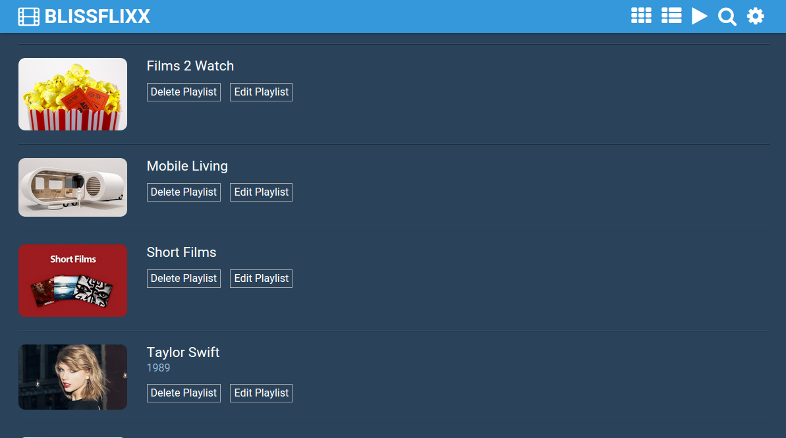 BLISSFLIXX
Films 2 Watch
Delete Playlist Edit Playlist
Mobile Living
Delete Playlist Edit Playlist
Short Films
Short Films
Delete Playlist Edit Playlist
Taylor Swift
1989
Delete Playlist Edit Playlist